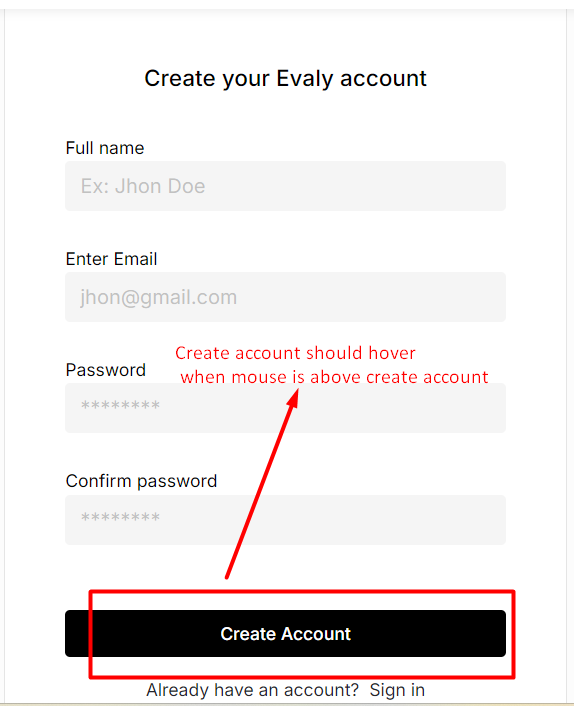 Create your Evaly account
Full name
Ex: Jhon Doe
Enter Email
jhon@gmail.com
Create account should hover
when mouse is above create account
Password
********
Confirm password
********
Create Account
Already have an account? Sign in